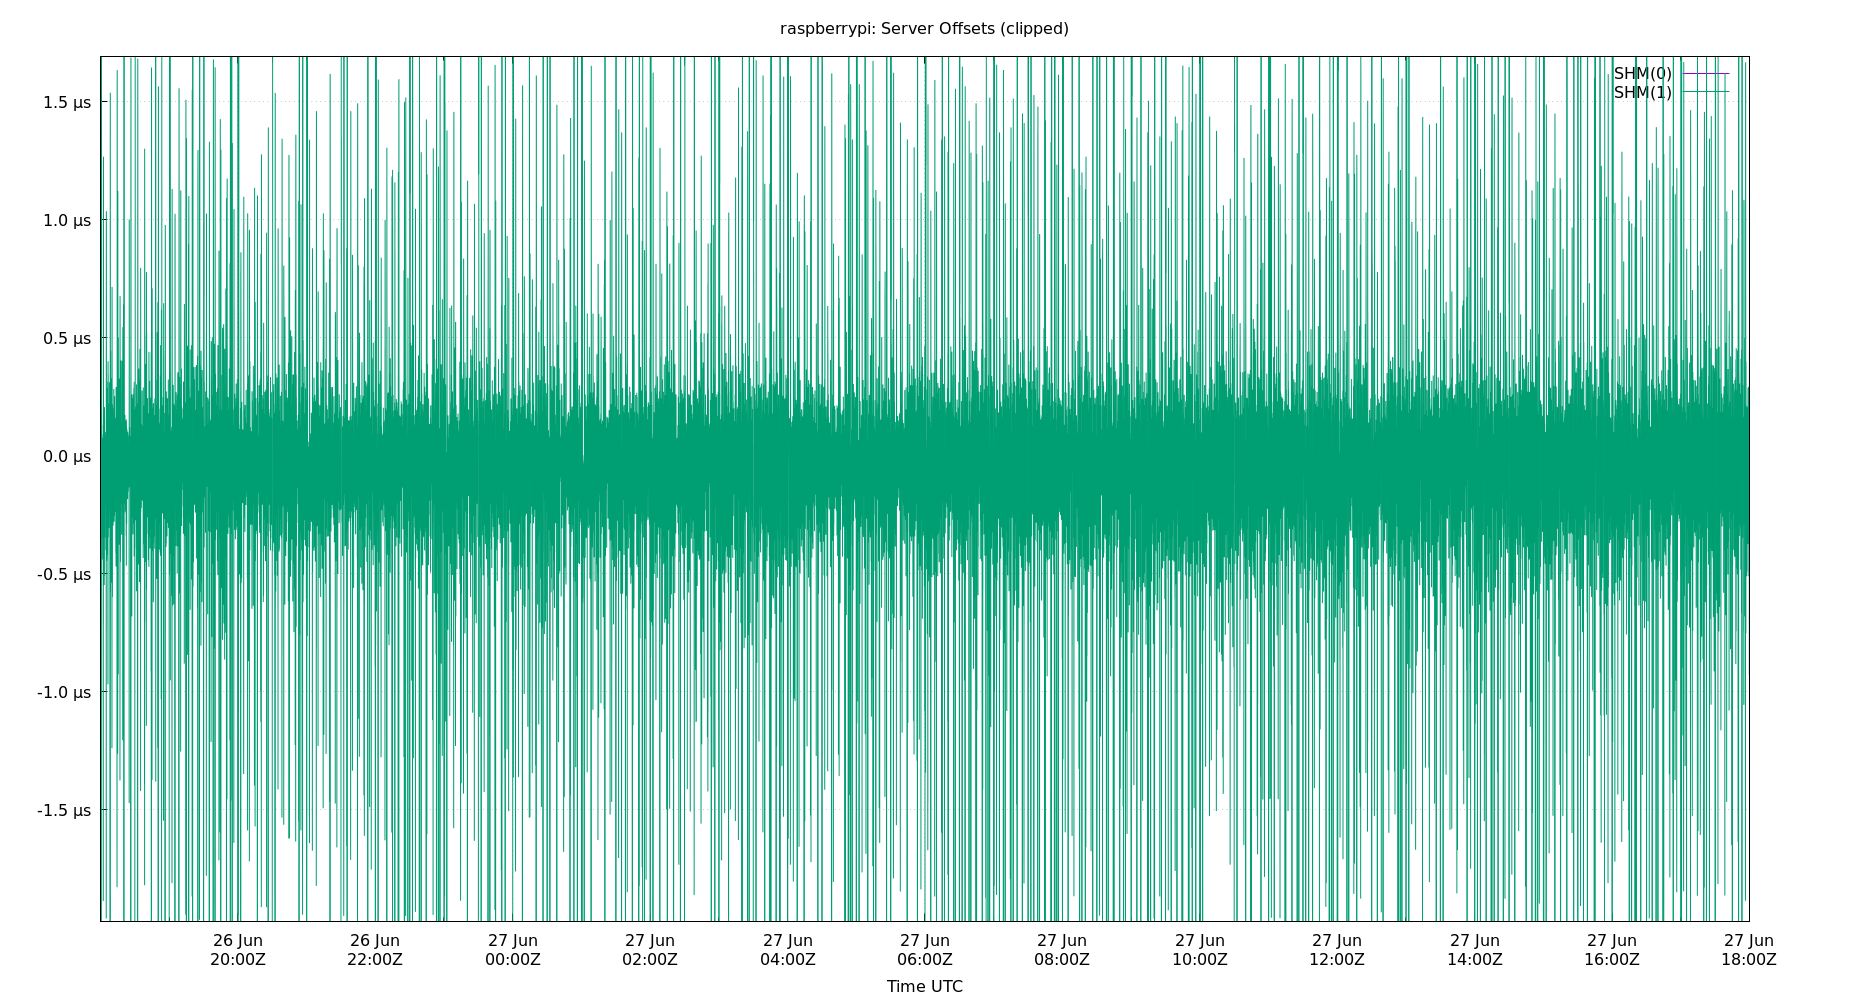 raspberrypi: Server Offsets (clipped)
SHM(0)
SHM(1)
1.5 µs
1.0 µs
0.5 µs
0.0 µs
-0.5 µs
-1.0 µs
-1.5 µs
26 Jun 26 Jun 27 Jun 27 Jun 27 Jun 27 Jun 27 Jun 27 Jun 27 Jun 27 Jun 27 Jun 27 Jun
20:00Z 22:00Z 00:00Z 02:00Z 04:00Z 06:00Z 08:00Z 10:00Z 12:00Z 14:00Z 16:00Z 18:00Z
Time UTC